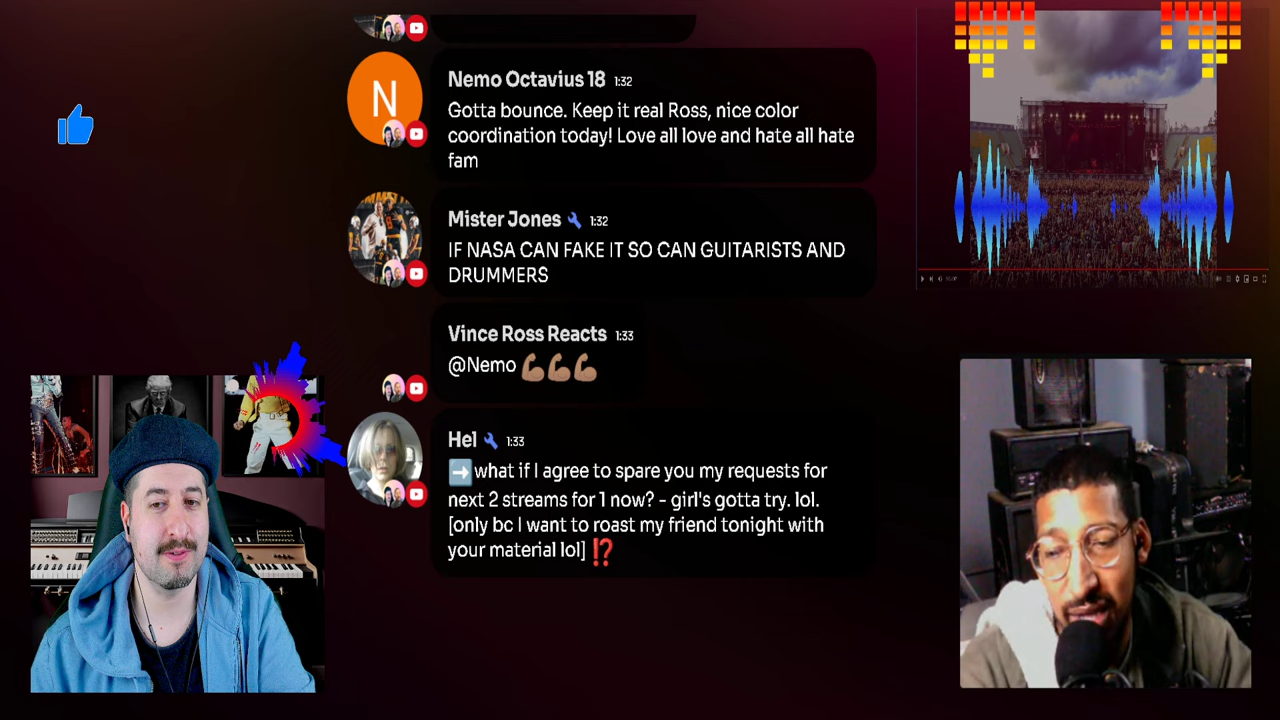 Nemo Octavius 18 1:32
Gotta bounce. Keep it real Ross, nice color
coordination today! Love all love and hate all hate
fam
N
Mister Jones 1:32
IF NASA CAN FAKE IT SO CAN GUITARISTS AND
DRUMMERS
Vince Ross Reacts 1:33
@Nemo 💪🏽💪🏽💪🏽
Hel 1:33
➡️what if I agree to spare you my requests for
next 2 streams for 1 now? - girl's gotta try. lol.
[only bc I want to roast my friend tonight with
your material lol] ⁉️